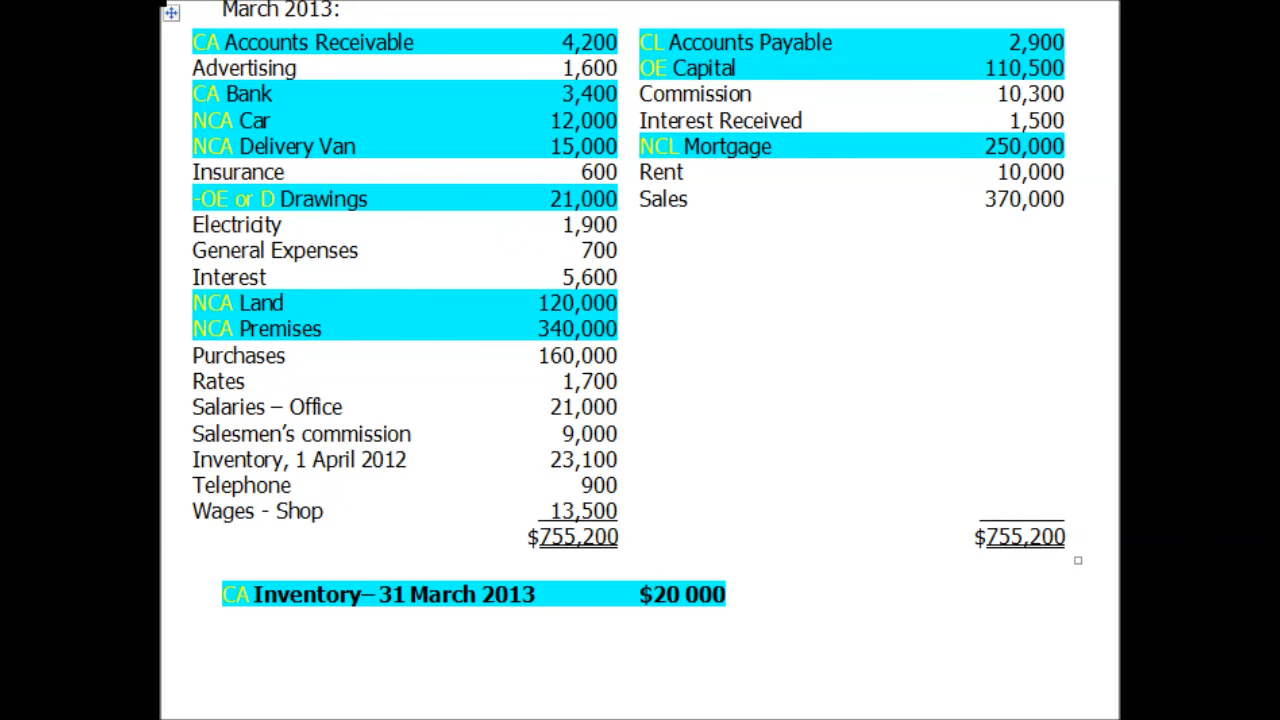 March 2013:
CA Accounts Receivable 4,200 CL Accounts Payable 2,900
Advertising 1,600 OE Capital 110,500
CA Bank 3,400 Commission 10,300
NCA Car 12,000 Interest Received 1,500
NCA Delivery Van 15,000 NCL Mortgage 250,000
Insurance 600 Rent 10,000
-OE or D Drawings 21,000 Sales 370,000
Electricity 1,900
General Expenses 700
Interest 5,600
NCA Land 120,000
NCA Premises 340,000
Purchases 160,000
Rates 1,700
Salaries – Office 21,000
Salesmen’s commission 9,000
Inventory, 1 April 2012 23,100
Telephone 900
Wages - Shop 13,500
$755,200 $755,200
CA Inventory– 31 March 2013 $20 000